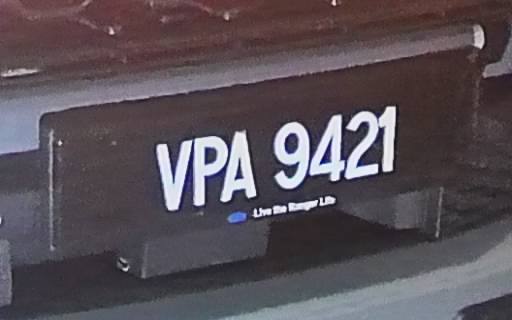 VPA 9421
Live the Ranger Life